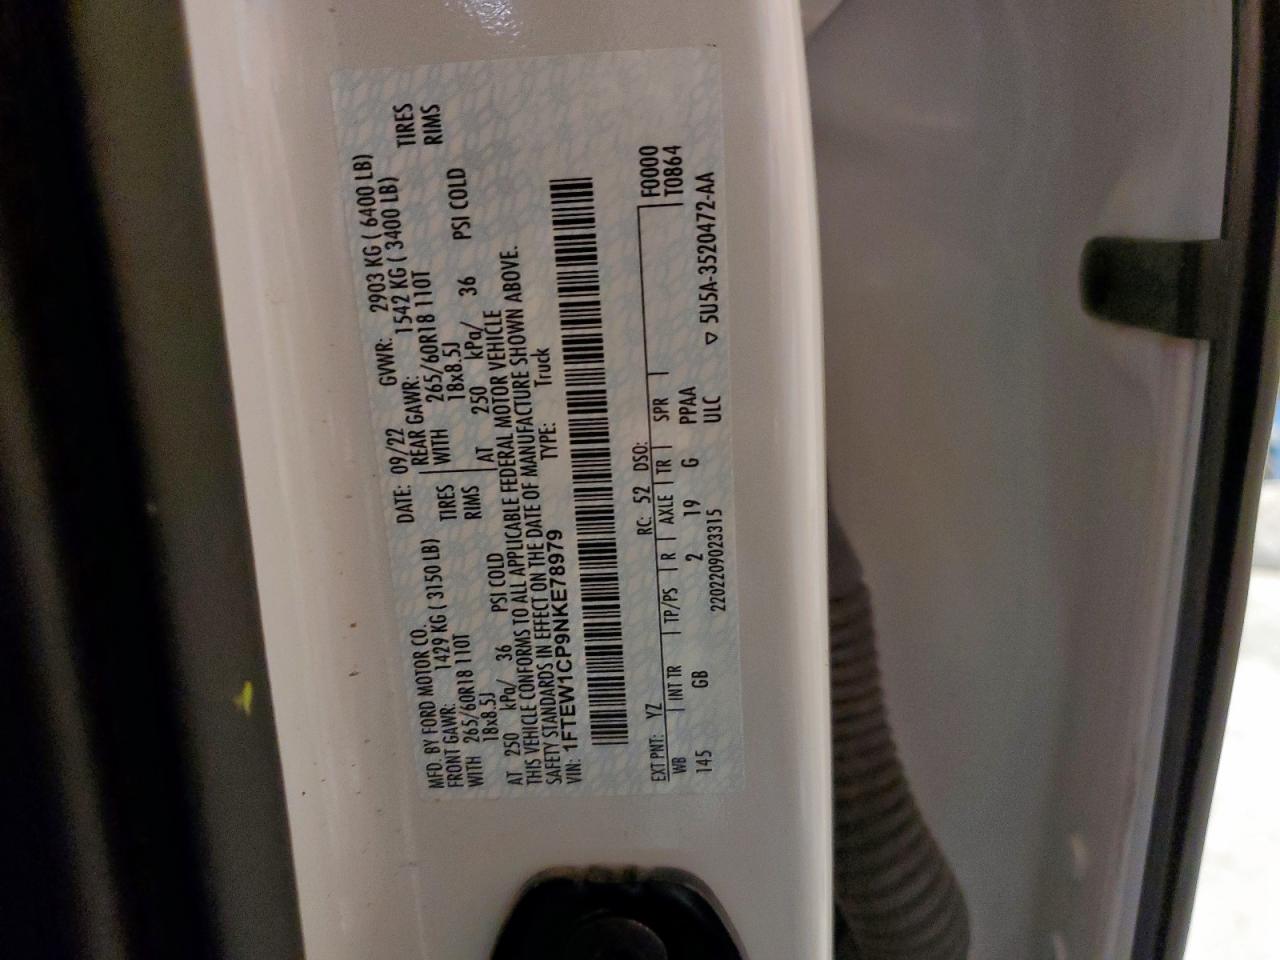 MFD. BY FORD MOTOR CO. DATE: 09/22 GVWR: 2903 KG ( 6400 LB)
FRONT GAWR: 1429 KG ( 3150 LB) REAR GAWR: 1542 KG ( 3400 LB)
WITH 265/60R18 110T TIRES WITH 265/60R18 110T TIRES
18x8.5J RIMS 18x8.5J RIMS
AT 250 kPa/ 36 PSI COLD AT 250 kPa/ 36 PSI COLD
THIS VEHICLE CONFORMS TO ALL APPLICABLE FEDERAL MOTOR VEHICLE
SAFETY STANDARDS IN EFFECT ON THE DATE OF MANUFACTURE SHOWN ABOVE.
VIN: 1FTEW1CP9NKE78979 TYPE: Truck
EXT PNT: YZ RC: 52 DSO: F0000
WB INT TR TP/PS R AXLE TR SPR T0864
145 GB 2 19 G PPAA
2202209023315 ULC ▽ 5U5A-3520472-AA